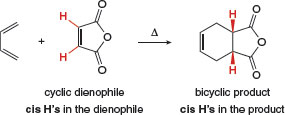 H
O
+
O
Δ
H
O
H O
O
H O
cyclic dienophile
cis H's in the dienophile
bicyclic product
cis H's in the product